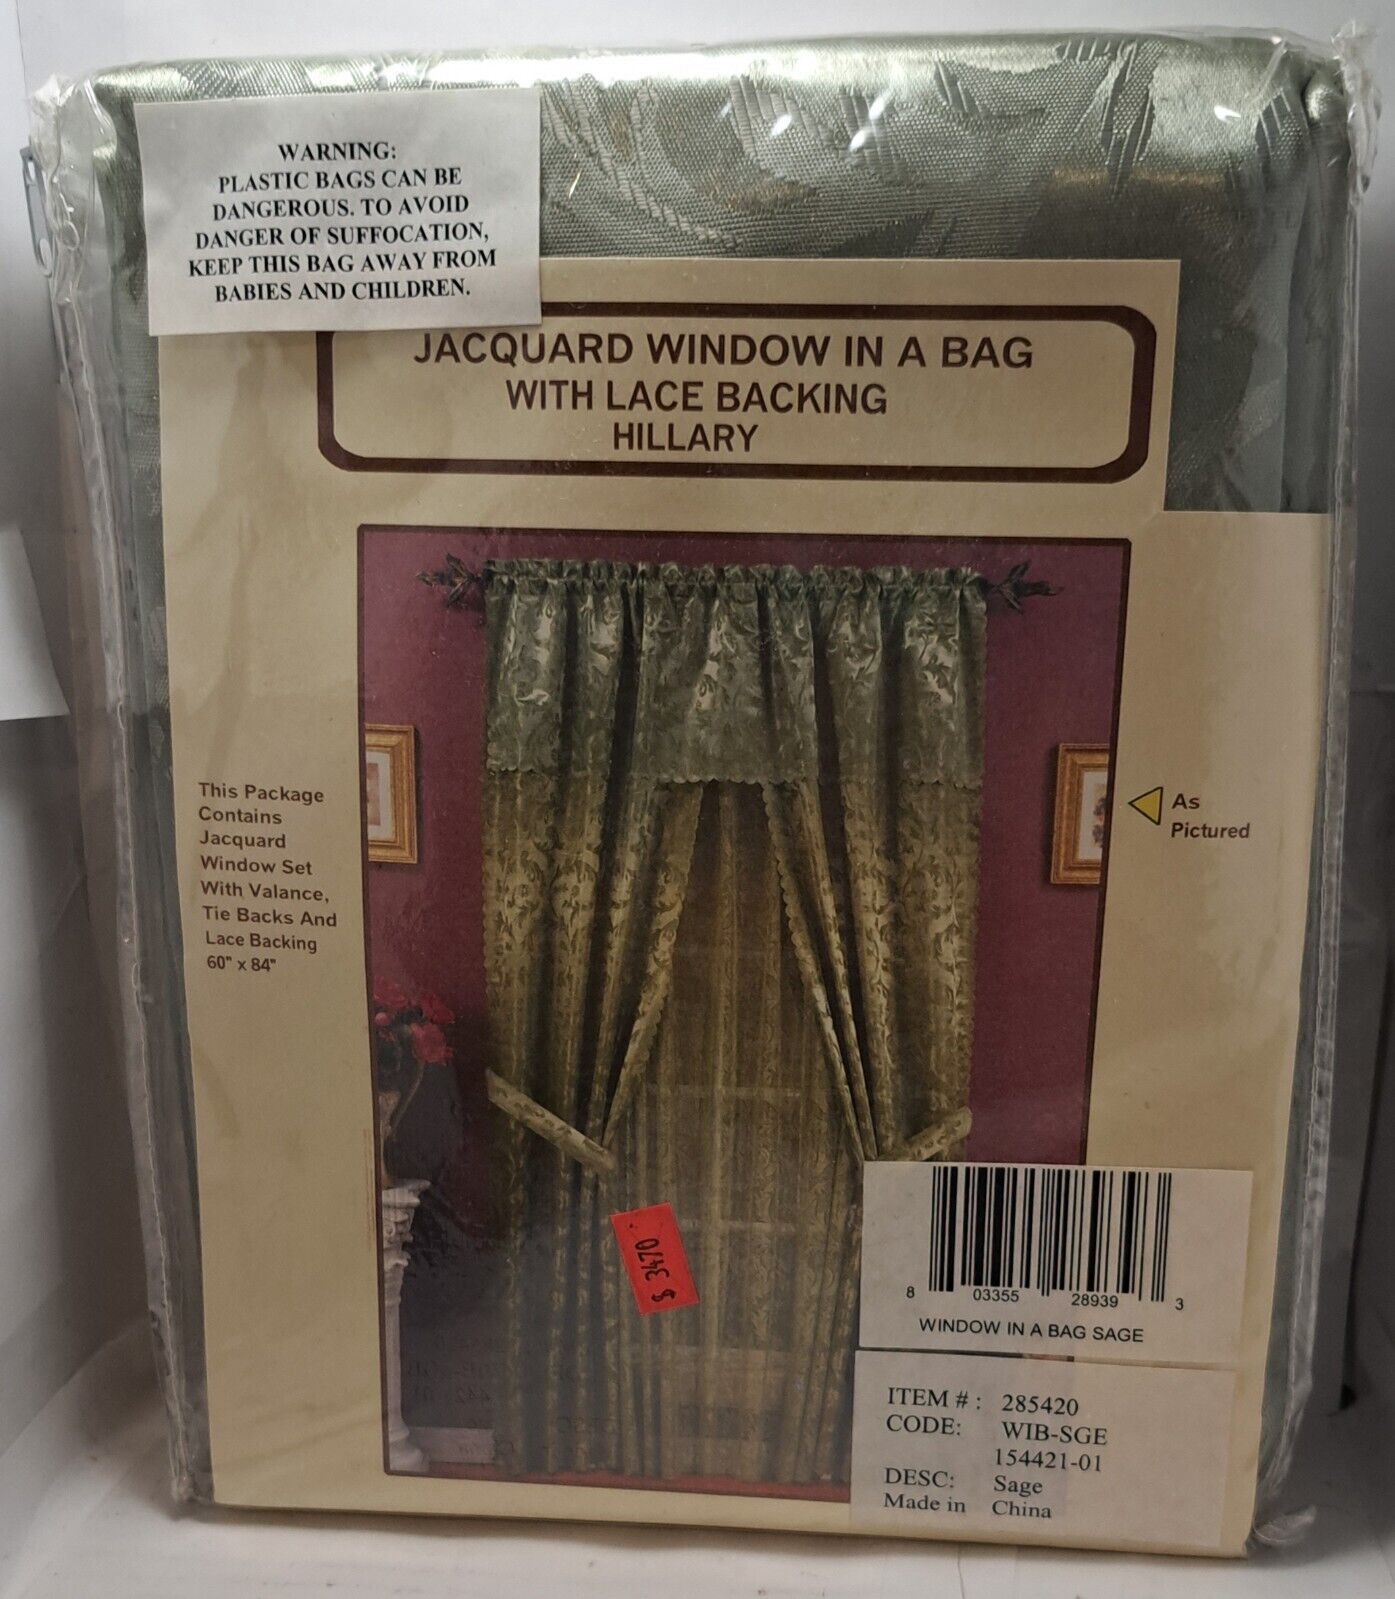 WARNING:
PLASTIC BAGS CAN BE
DANGEROUS. TO AVOID
DANGER OF SUFFOCATION,
KEEP THIS BAG AWAY FROM
BABIES AND CHILDREN.
JACQUARD WINDOW IN A BAG
WITH LACE BACKING
HILLARY
This Package
Contains
Jacquard
Window Set
With Valance,
Tie Backs And
Lace Backing
60" x 84"
As
Pictured
$ 3470
8 03355 28939 3
WINDOW IN A BAG SAGE
ITEM # : 285420
CODE: WIB-SGE
154421-01
DESC: Sage
Made in China